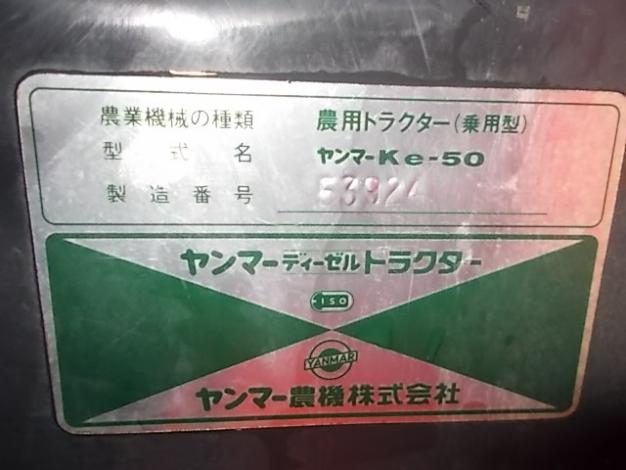 農業機械の種類 農用トラクター(乗用型)
型式名 ヤンマーKe-50
製造番号 53924
ヤンマーディーゼルトラクター
ISO
YANMAR
ヤンマー農機株式会社